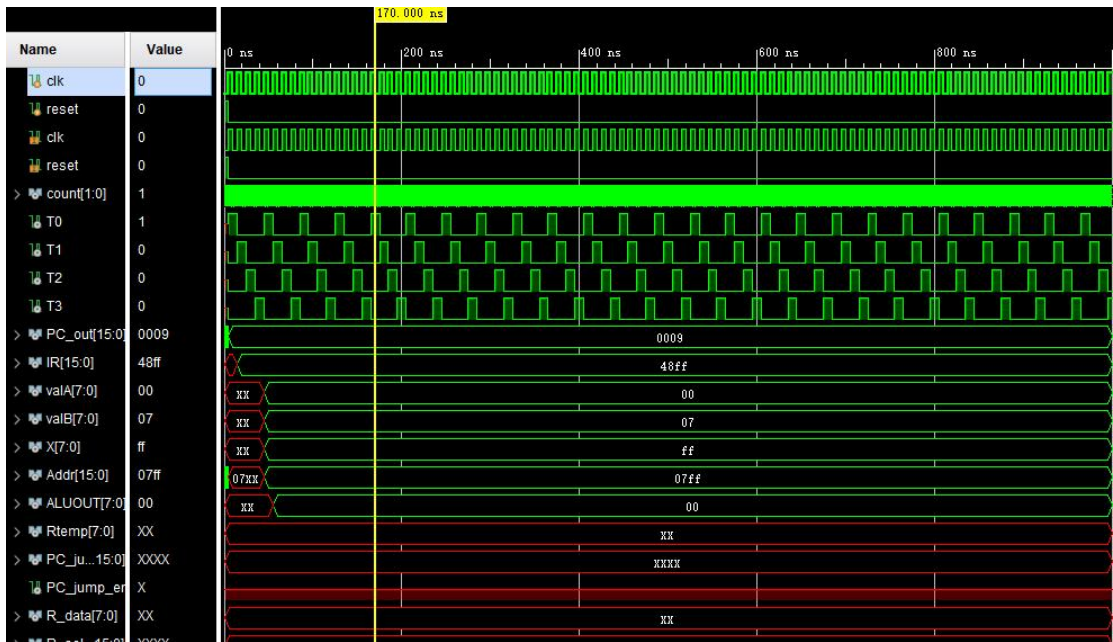 170.000 ns
Name Value
0 ns 200 ns 400 ns 600 ns 800 ns
clk 0
reset 0
clk 0
reset 0
count[1:0] 1
T0 1
T1 0
T2 0
T3 0
PC_out[15:0] 0009 0009
IR[15:0] 48ff 48ff
valA[7:0] 00 XX 00
valB[7:0] 07 XX 07
X[7:0] ff XX ff
Addr[15:0] 07ff 07XX 07ff
ALUOUT[7:0] 00 XX 00
Rtemp[7:0] XX XX
PC_ju...15:0] XXXX XXXX
PC_jump_er X
R_data[7:0] XX XX